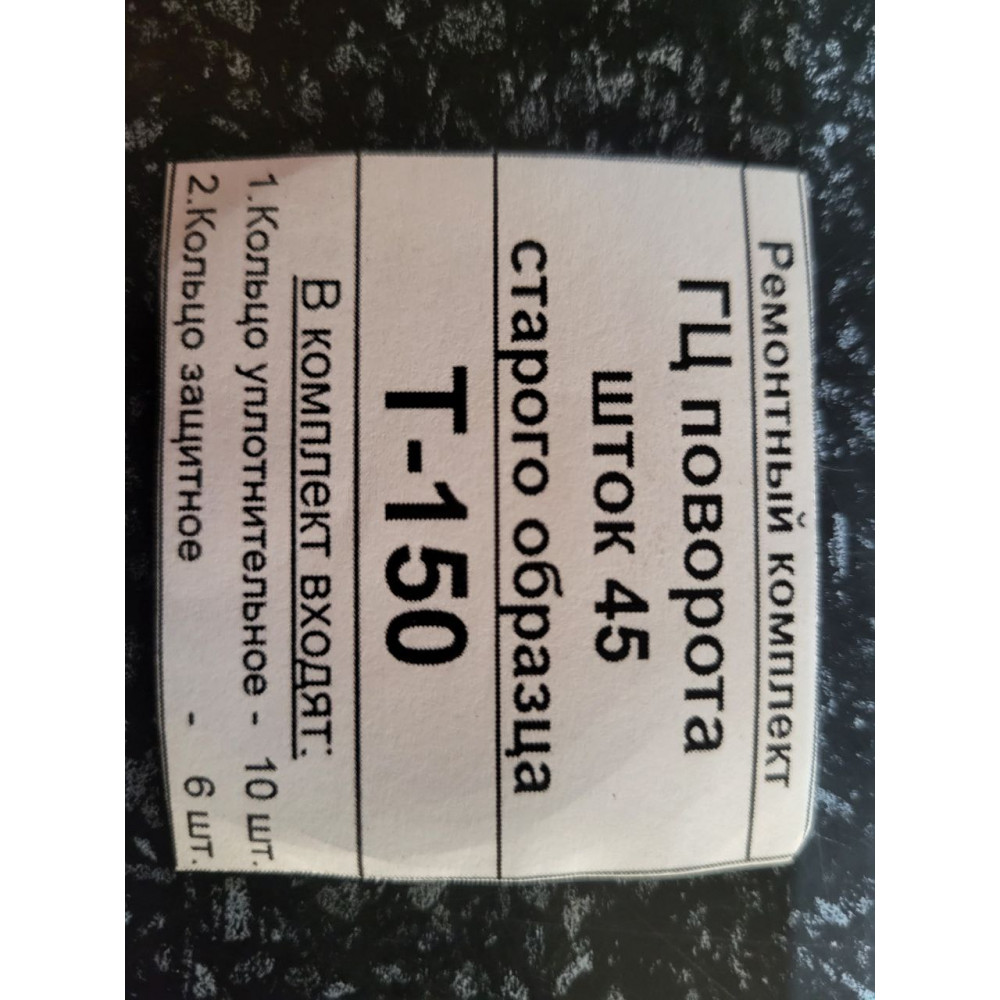 Ремонтный комплект
ГЦ поворота
шток 45
старого образца
Т-150
В комплект входят:
1.Кольцо уплотнительное - 10 шт.
2.Кольцо защитное - 6 шт.